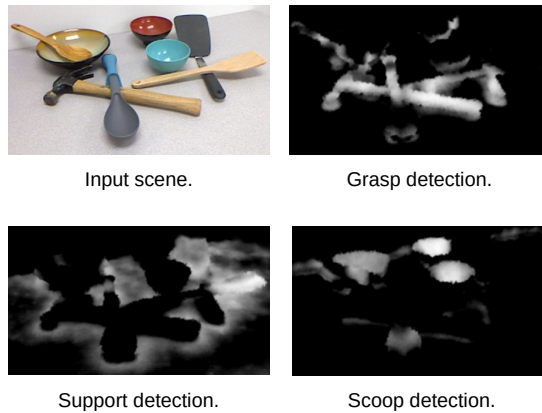 Input scene.
Grasp detection.
Support detection.
Scoop detection.